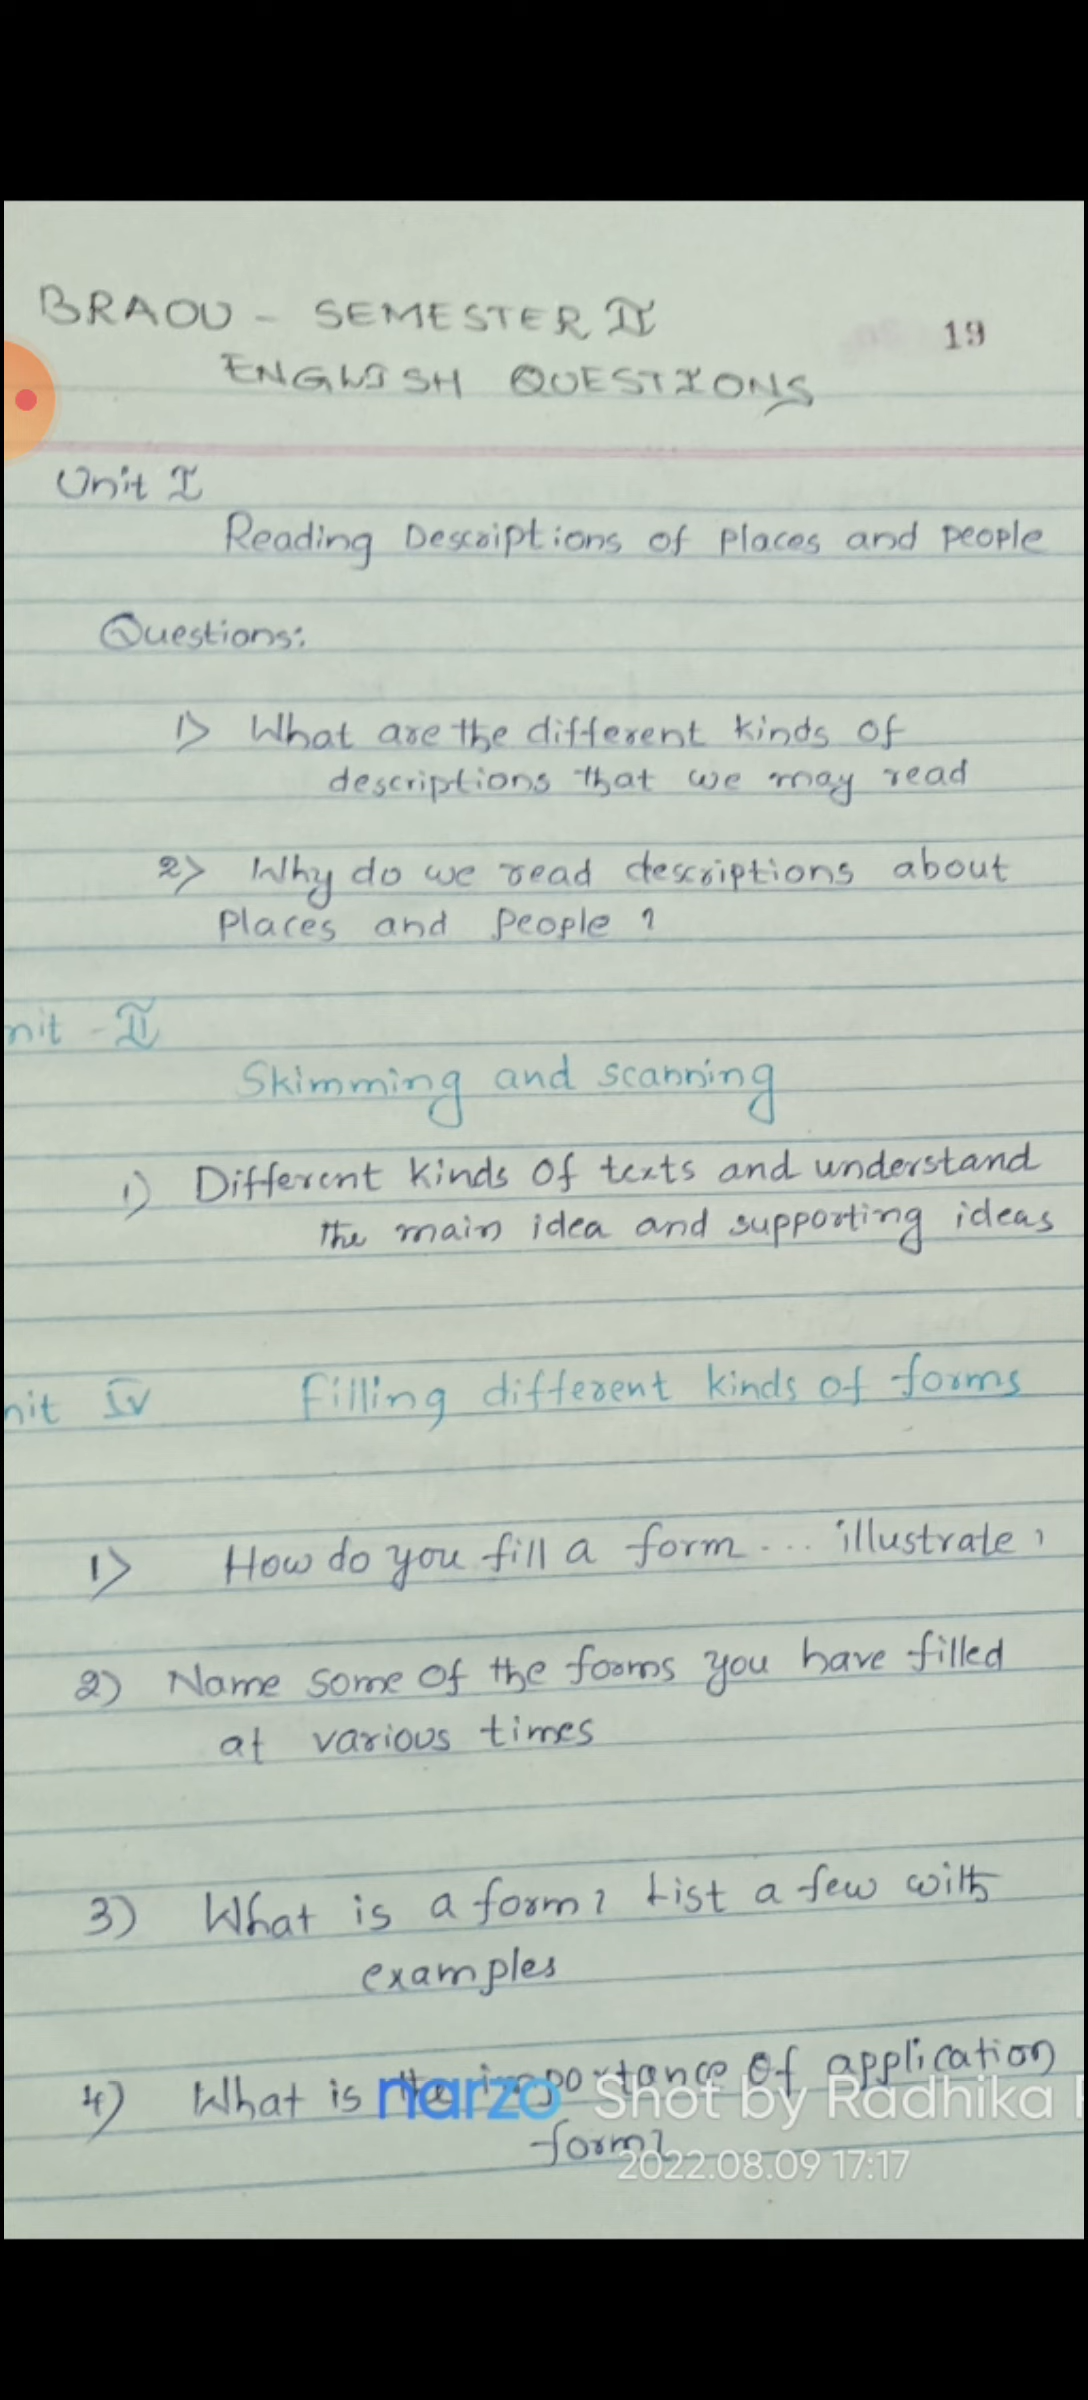 BRAOU - SEMESTER II
19
ENGLISH QUESTIONS
Unit I
Reading Descriptions of places and people
Questions:
1> What are the different kinds of
descriptions that we may read
2> Why do we read descriptions about
places and people ?
nit - II
Skimming and scanning
1) Different kinds of texts and understand
the main idea and supporting ideas
nit IV Filling different kinds of forms
1> How do you fill a form... illustrate
2) Name some of the forms you have filled
at various times
3) What is a form? List a few with
examples
4) What is the importance of application
form?
narzo Shot by Radhika
2022.08.09 17:17